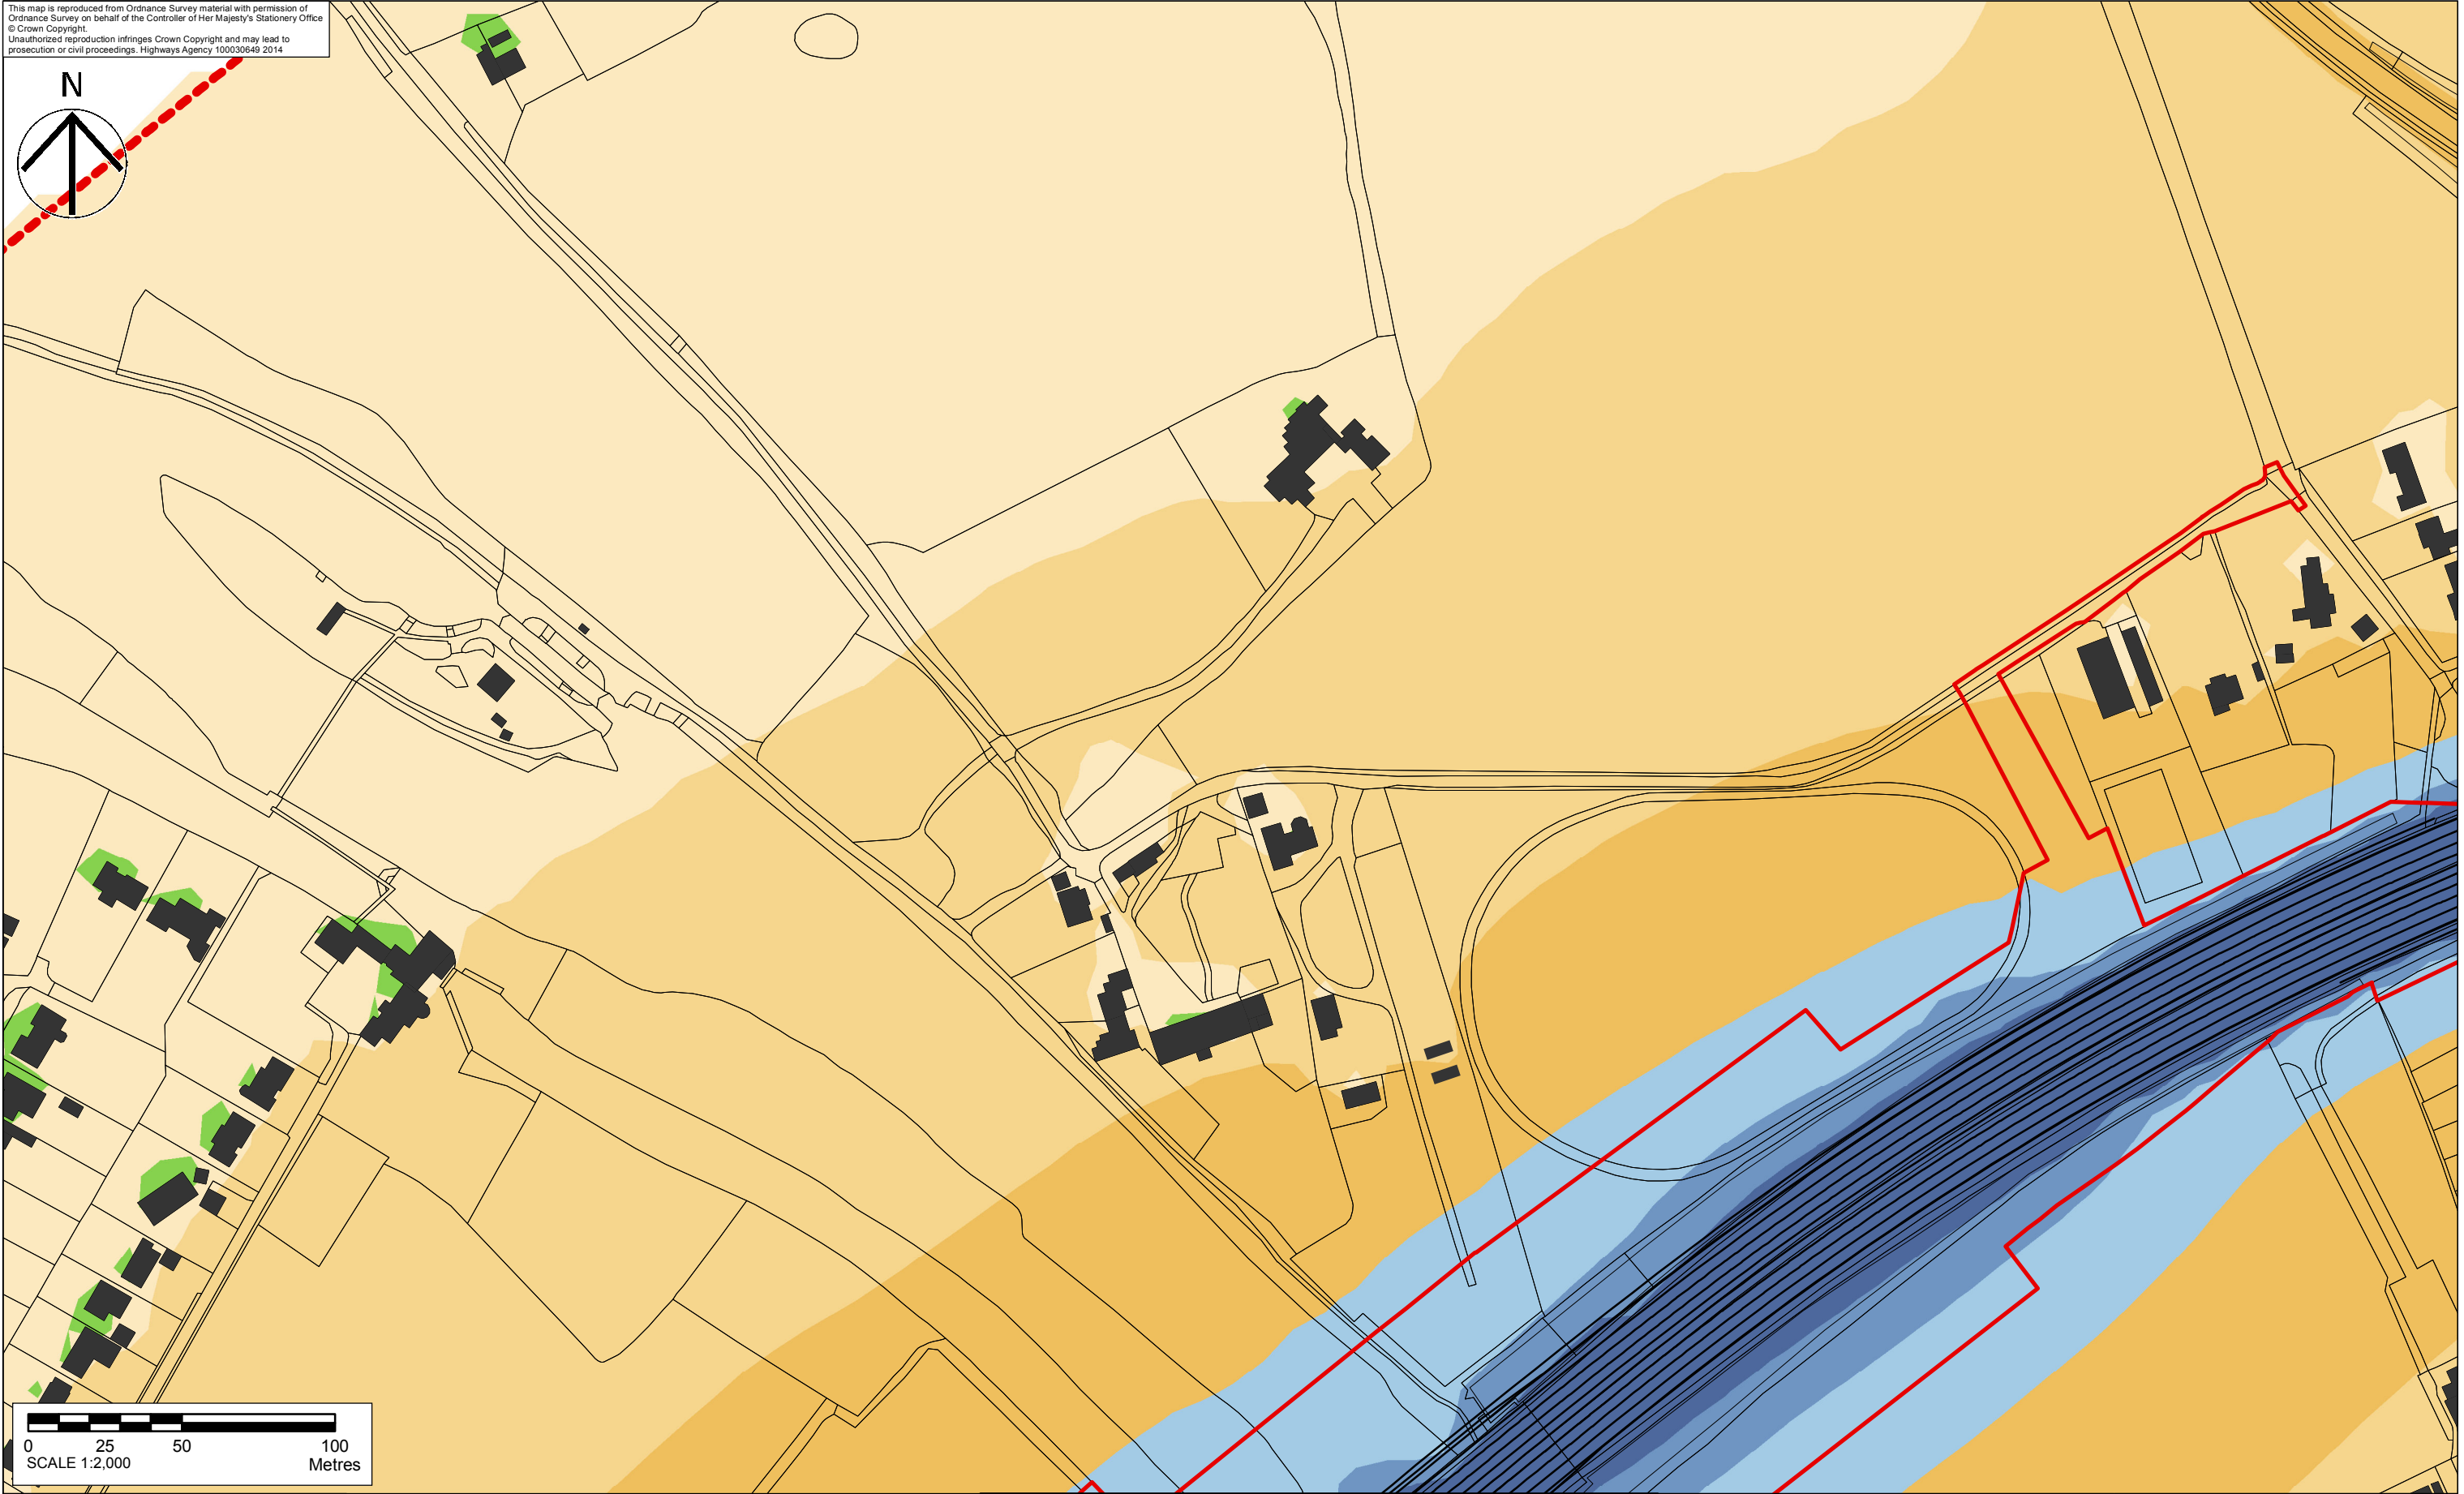 This map is reproduced from Ordnance Survey material with permission of
Ordnance Survey on behalf of the Controller of Her Majesty's Stationery Office
© Crown Copyright.
Unauthorized reproduction infringes Crown Copyright and may lead to
prosecution or civil proceedings. Highways Agency 100030649 2014
N
0 25 50 100
SCALE 1:2,000 Metres